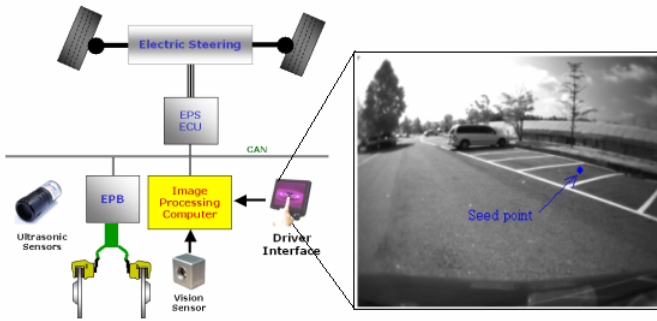 Electric Steering
EPS
ECU
CAN
EPB
Image
Processing
Computer
Ultrasonic
Sensors
Driver
Interface
Vision
Sensor
Seed point